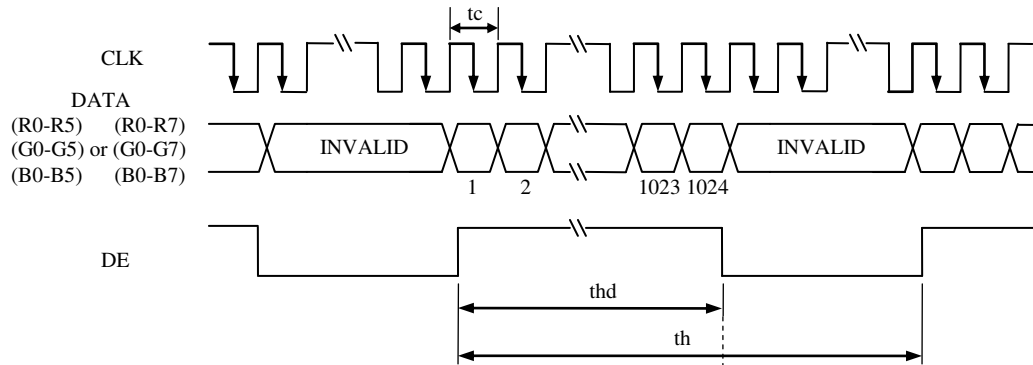 tc
CLK
DATA
(R0-R5) (R0-R7)
(G0-G5) or (G0-G7)
(B0-B5) (B0-B7)
INVALID
INVALID
1 2 1023 1024
DE
thd
th